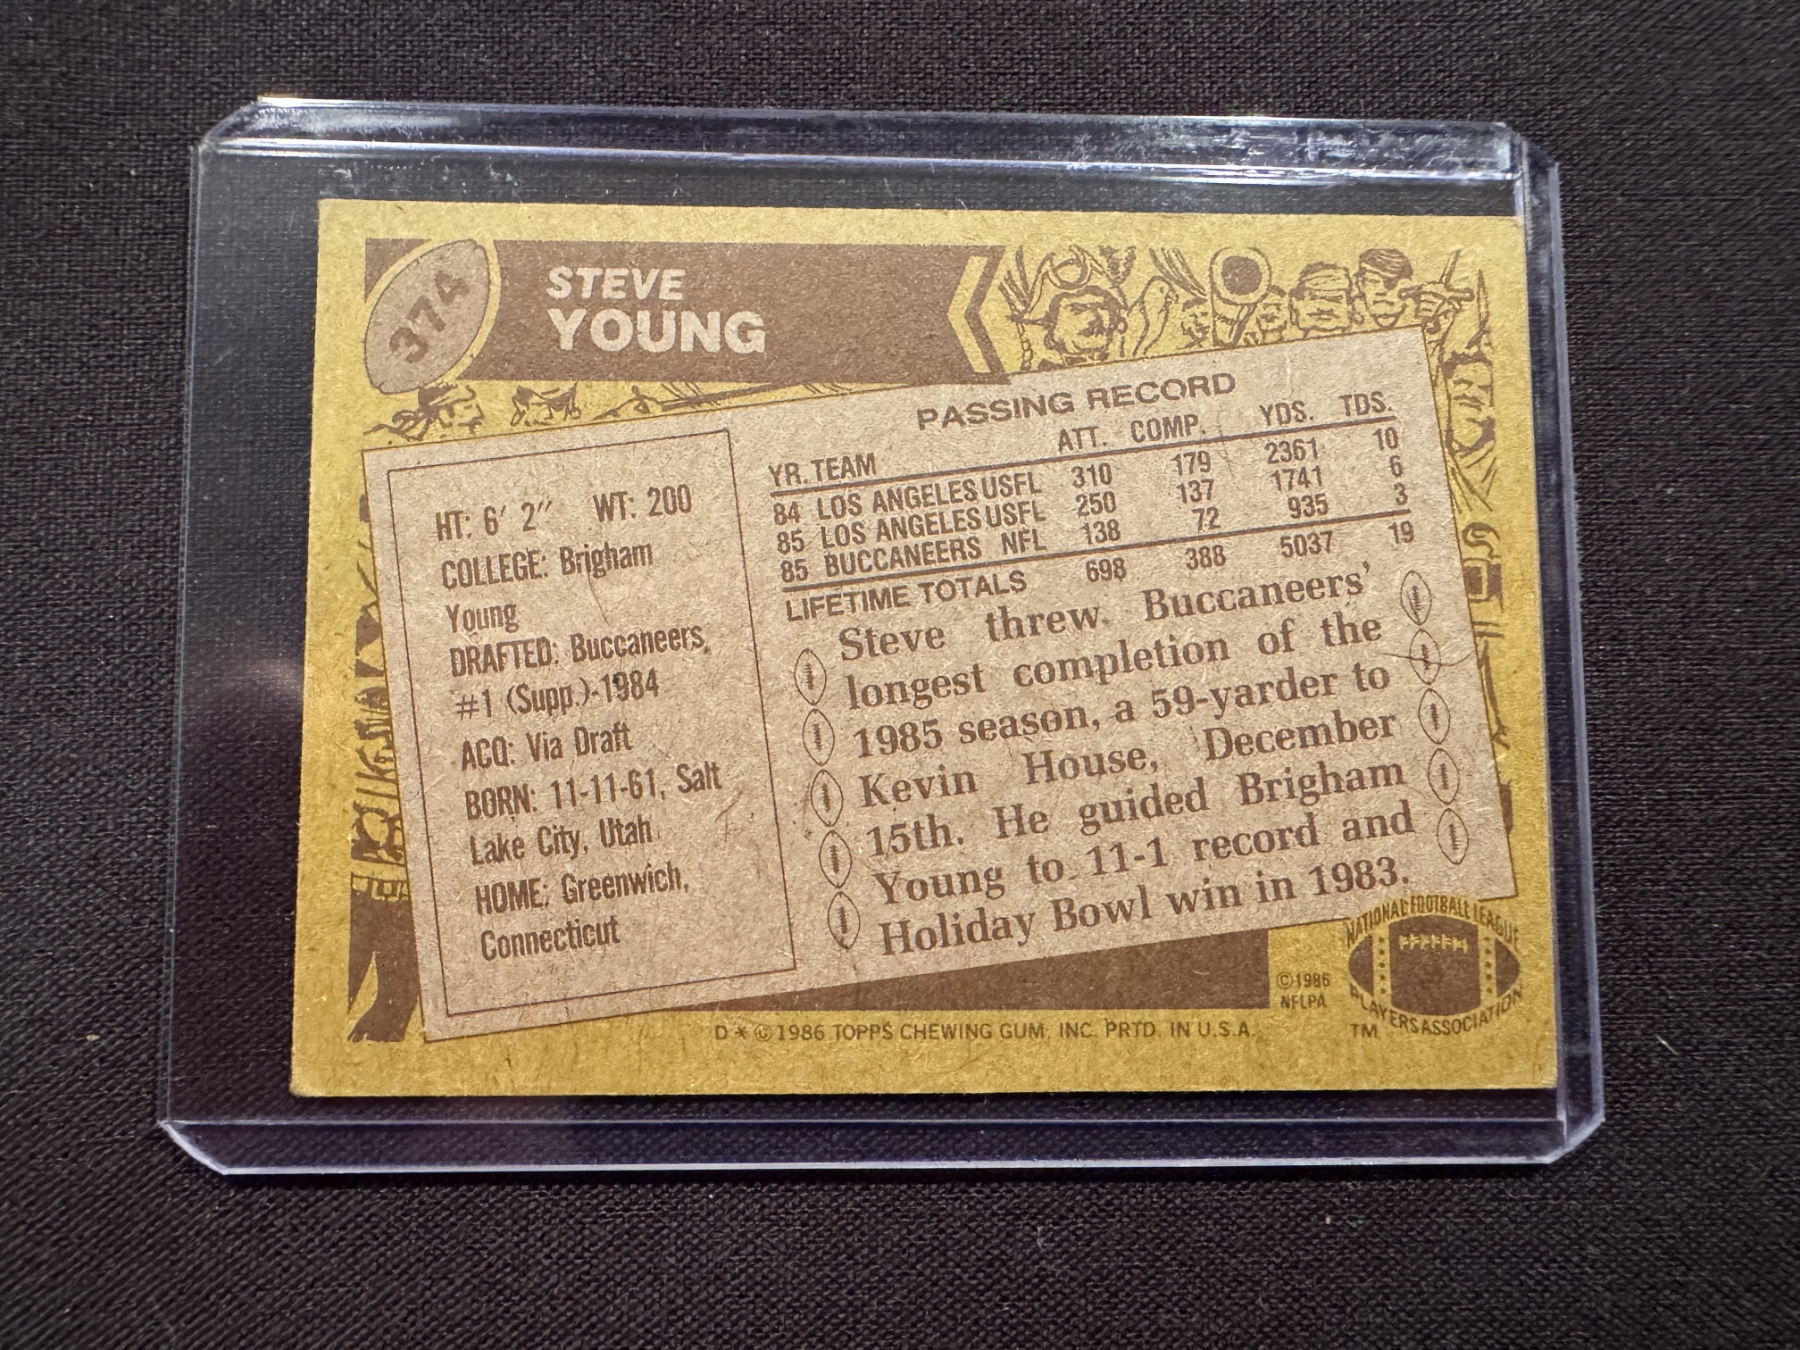 374
STEVE
YOUNG
HT: 6' 2" WT: 200
COLLEGE: Brigham
Young
DRAFTED: Buccaneers,
#1 (Supp.)-1984
ACQ: Via Draft
BORN: 11-11-61, Salt
Lake City, Utah
HOME: Greenwich,
Connecticut
PASSING RECORD
YR. TEAM ATT. COMP. YDS. TDS.
84 LOS ANGELES USFL 310 179 2361 10
85 LOS ANGELES USFL 250 137 1741 6
85 BUCCANEERS NFL 138 72 935 3
LIFETIME TOTALS 698 388 5037 19
Steve threw Buccaneers'
longest completion of the
1985 season, a 59-yarder to
Kevin House, December
15th. He guided Brigham
Young to 11-1 record and
Holiday Bowl win in 1983.
©1986
NFLPA
NATIONAL FOOTBALL LEAGUE
PLAYERS ASSOCIATION
TM
D * © 1986 TOPPS CHEWING GUM, INC. PRTD. IN U.S.A.